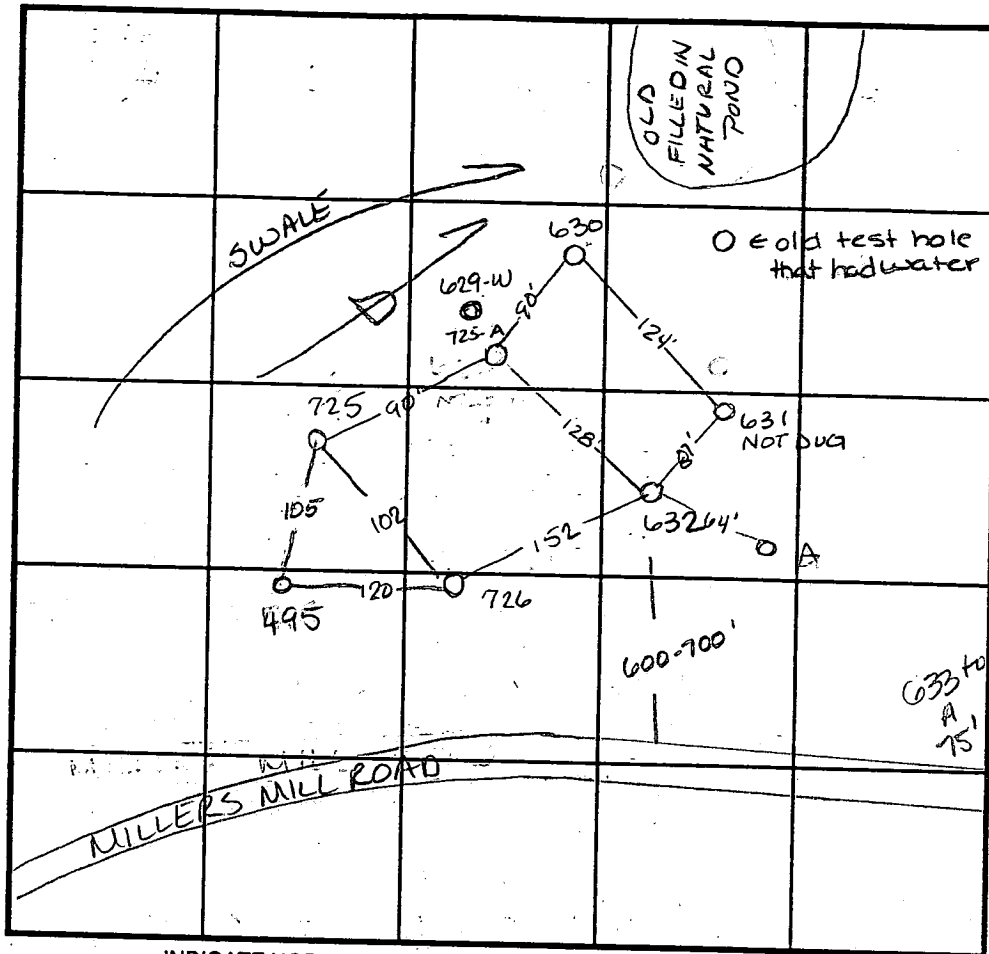 OLD
FILLED IN
NATURAL
POND
SWALE
630
O ← old test hole
that had water
629-W
90'
725-A
124'
725
90'
631
NOT DUG
128'
87'
105
102
632
64'
152
A
495
120
726
600-700'
633 to
A
75'
MILLERS MILL ROAD